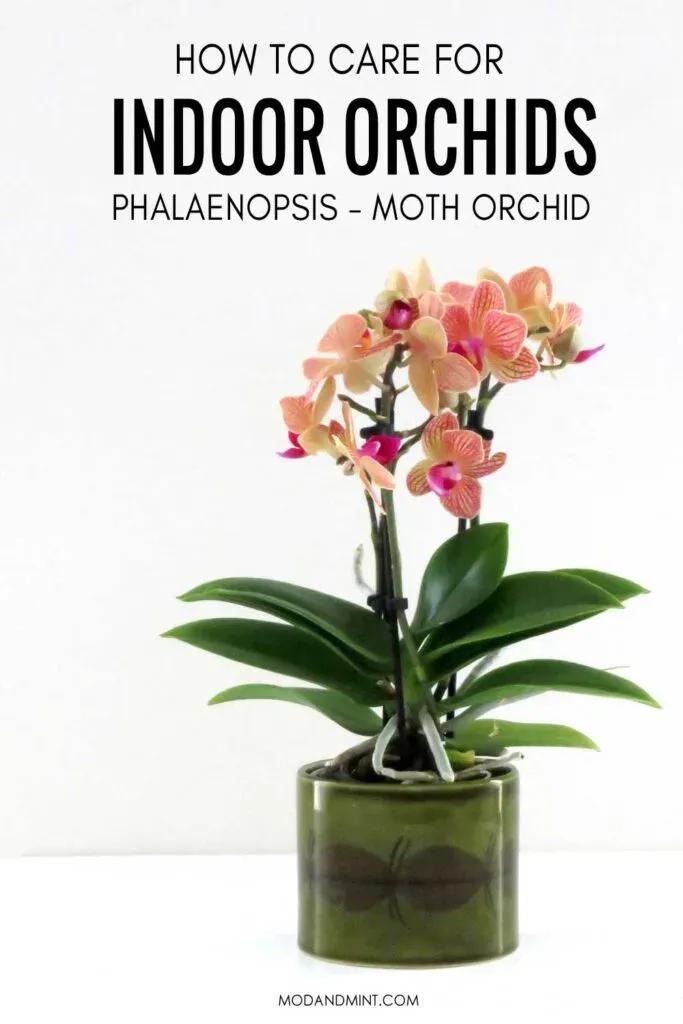 HOW TO CARE FOR
INDOOR ORCHIDS
PHALAENOPSIS - MOTH ORCHID
MODANDMINT.COM